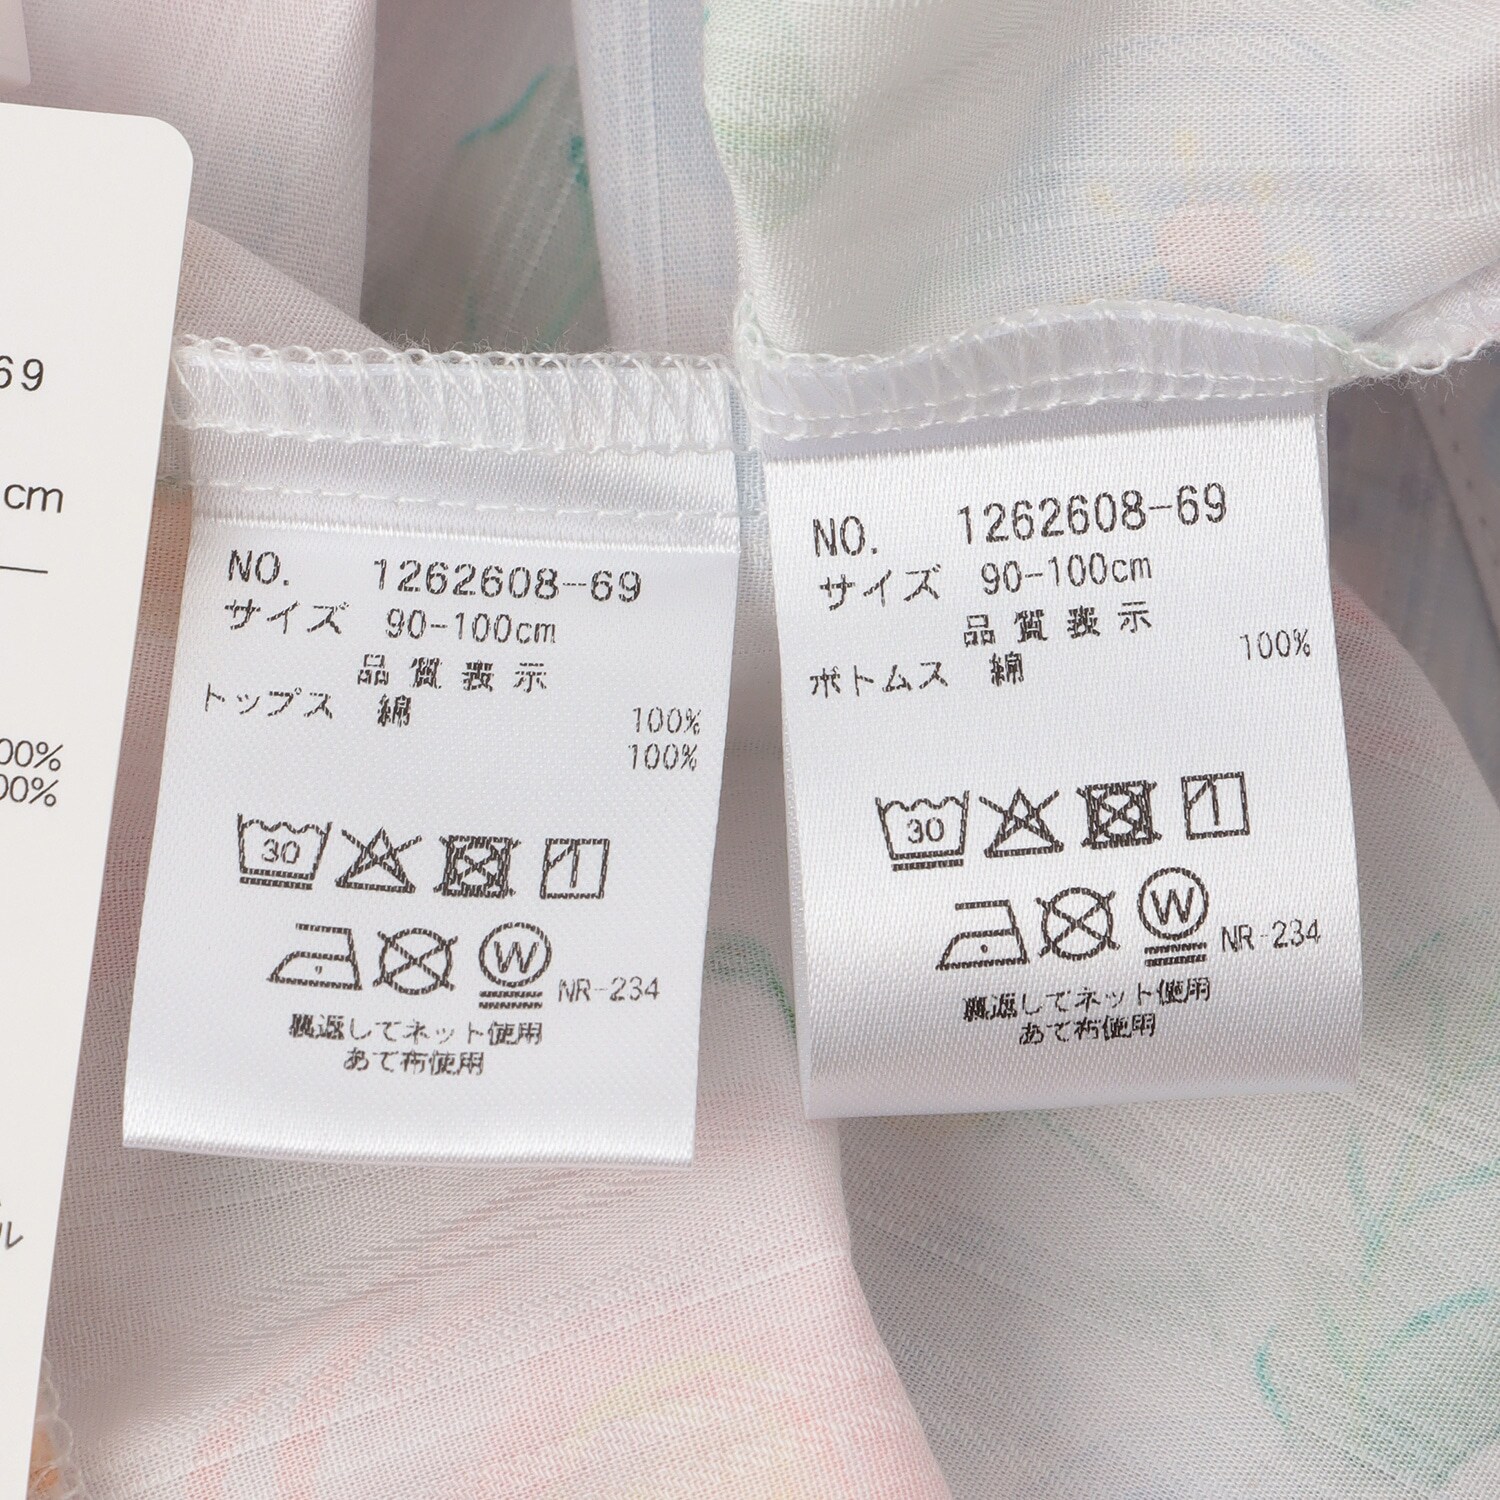 69
cm
00%
00%
ル
NO. 1262608-69
サイズ 90-100cm
品質表示
トップス 綿 100%
100%
30
W NR-234
裏返してネット使用
あて布使用
NO. 1262608-69
サイズ 90-100cm
品質表示
ボトムス 綿 100%
30
W NR-234
裏返してネット使用
あて布使用